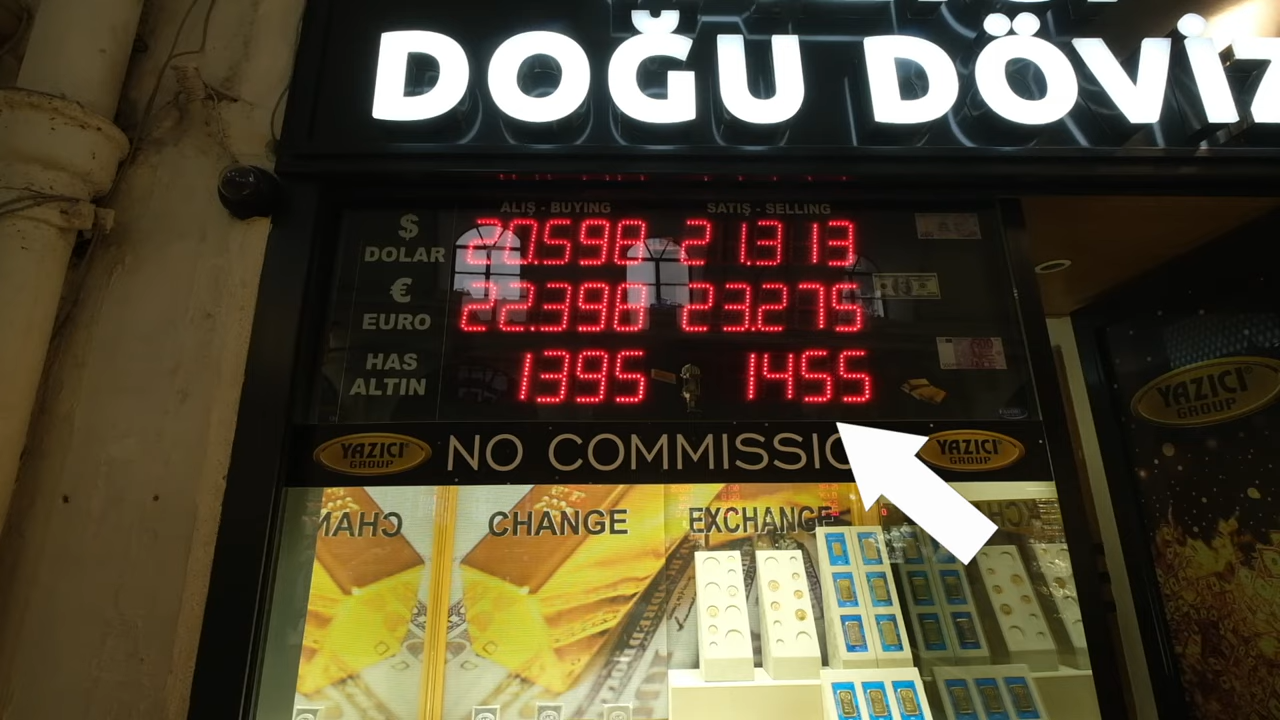 DOĞU DÖVİZ
ALIŞ - BUYING SATIŞ - SELLING
$ DOLAR 20.598 21.313
€ EURO 22.398 23.275
HAS ALTIN 1395 1455
YAZICI GROUP NO COMMISSIO YAZICI GROUP
YAZICI GROUP
CHANGE EXCHANGE